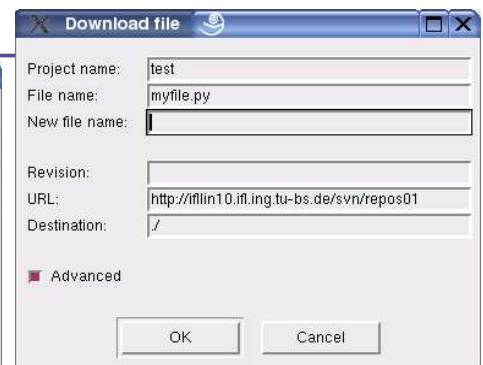 Download file
Project name: test
File name: myfile.py
New file name:
Revision:
URL: http://ifllin10.ifl.ing.tu-bs.de/svn/repos01
Destination: ./
Advanced
OK Cancel